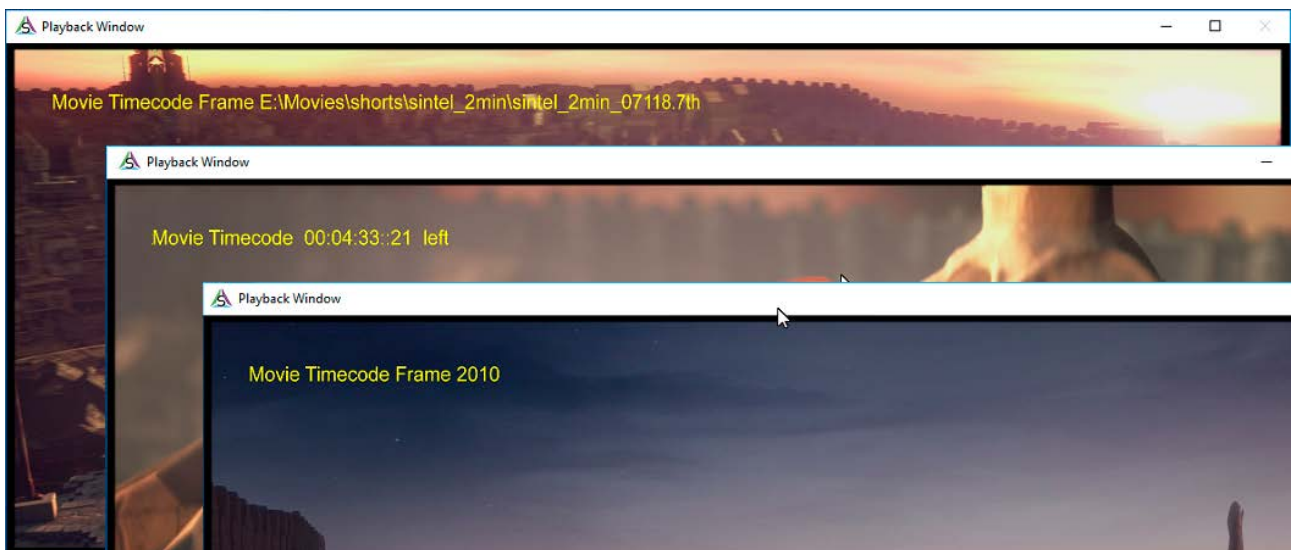 Playback Window
Movie Timecode Frame E:\Movies\shorts\sintel_2min\sintel_2min_07118.7th
Playback Window
Movie Timecode 00:04:33::21 left
Playback Window
Movie Timecode Frame 2010